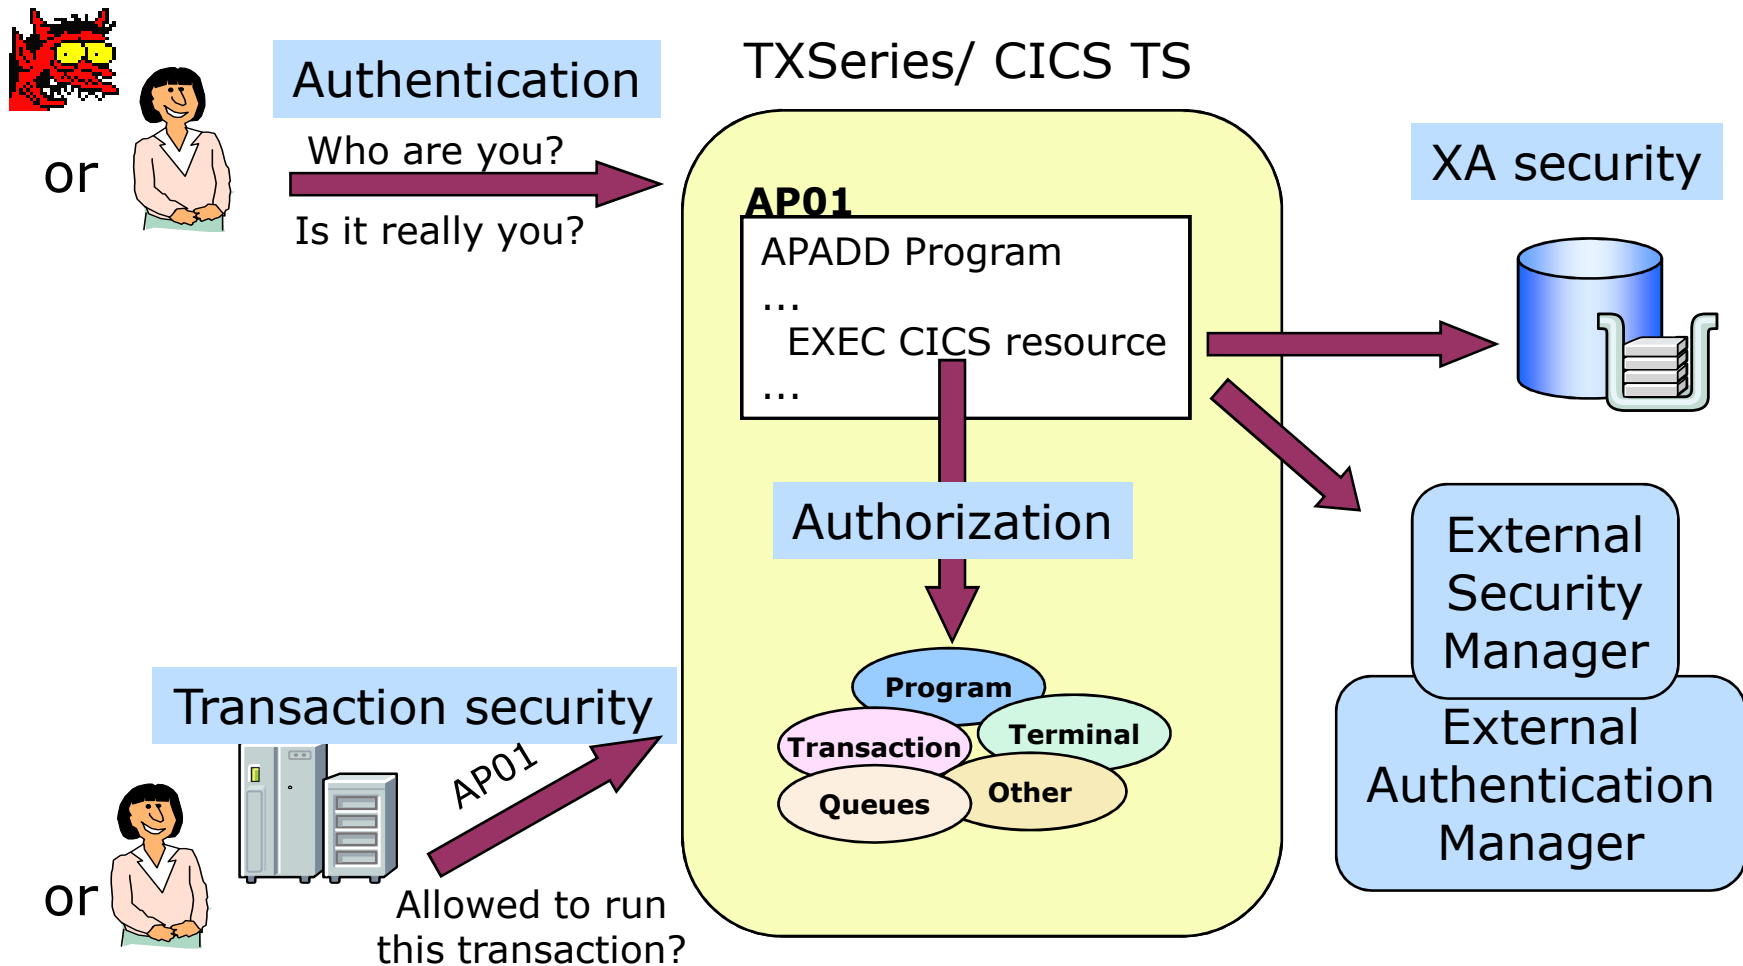 TXSeries/ CICS TS
Authentication
or
Who are you?
Is it really you?
XA security
AP01
APADD Program
...
EXEC CICS resource
...
Authorization
External
Security
Manager
External
Authentication
Manager
Program
Terminal
Transaction
Queues
Other
Transaction security
AP01
or
Allowed to run
this transaction?